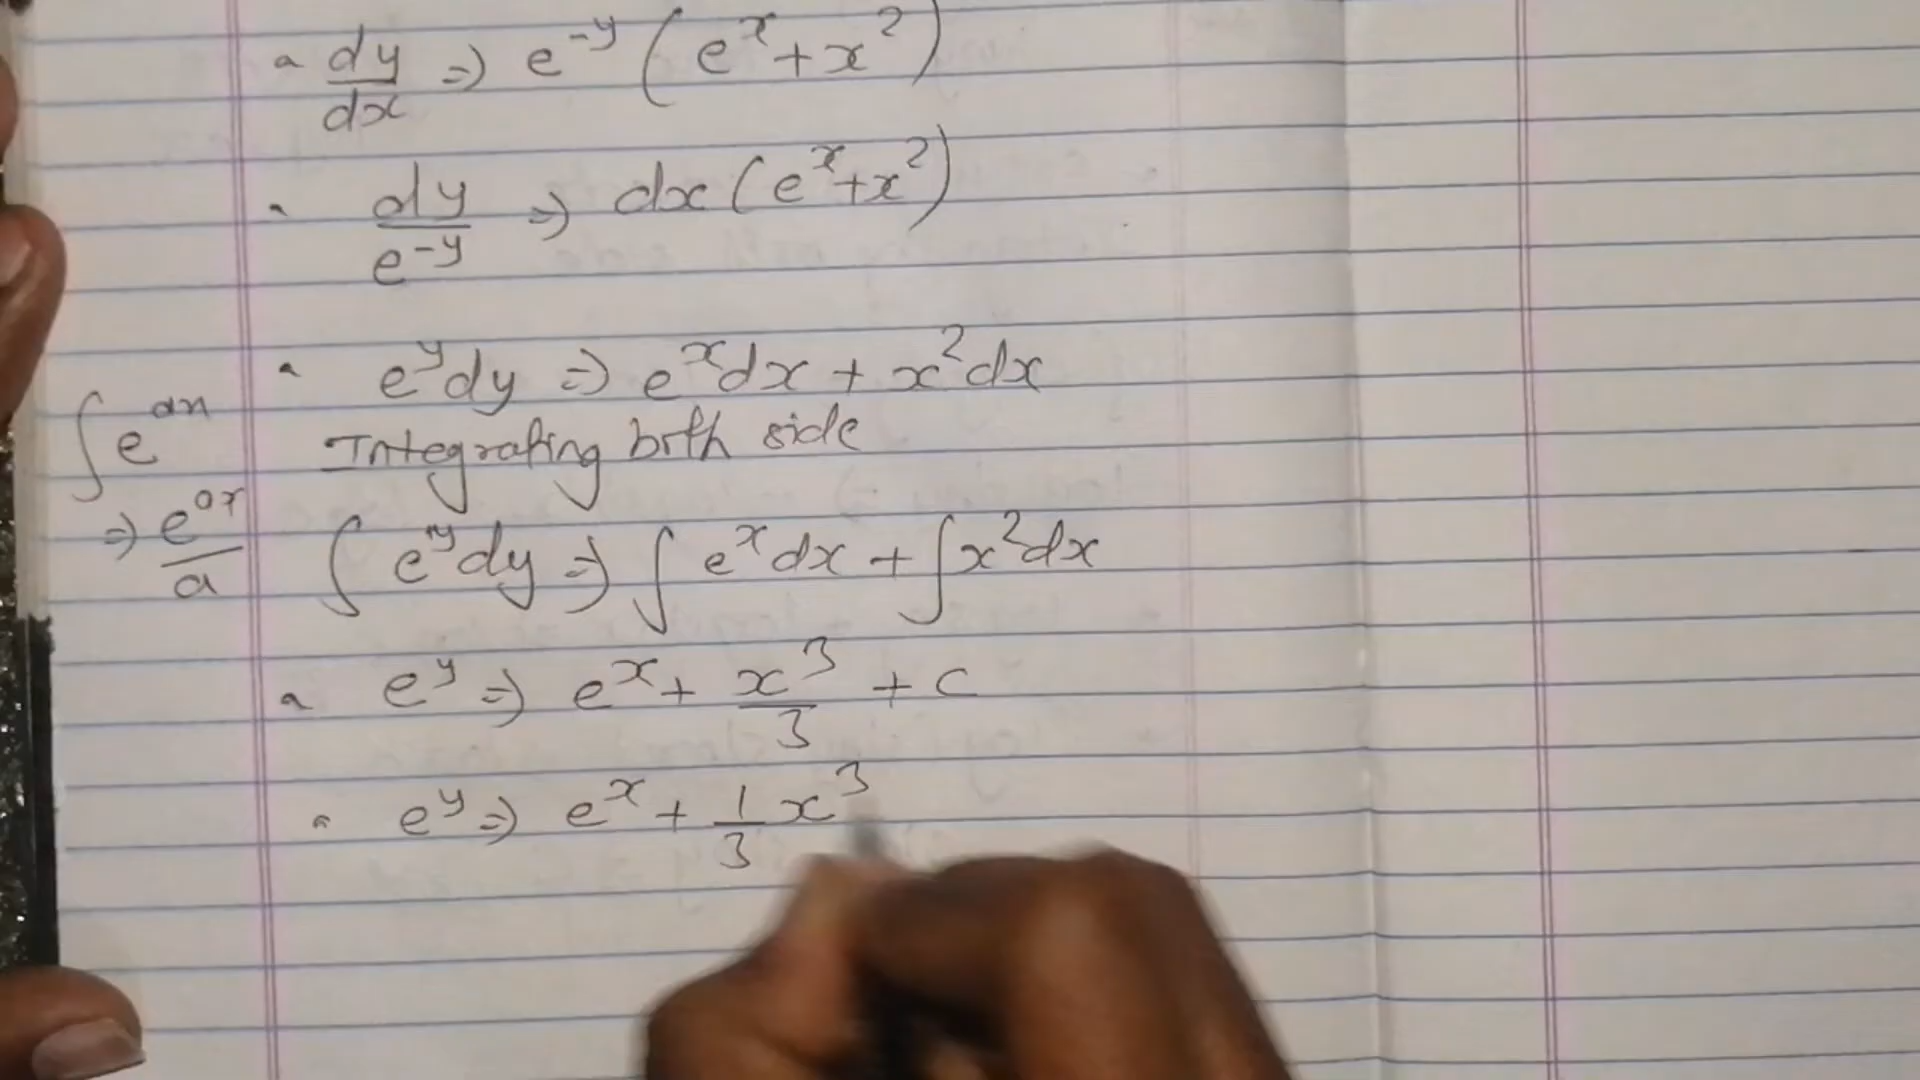 dy/dx ⇒ e^-y (e^x + x^2)
dy/e^-y ⇒ dx (e^x + x^2)
e^y dy ⇒ e^x dx + x^2 dx
Integrating both side
∫ e^ax
⇒ e^ax/a
∫ e^y dy ⇒ ∫ e^x dx + ∫ x^2 dx
e^y ⇒ e^x + x^3/3 + c
e^y ⇒ e^x + 1/3 x^3